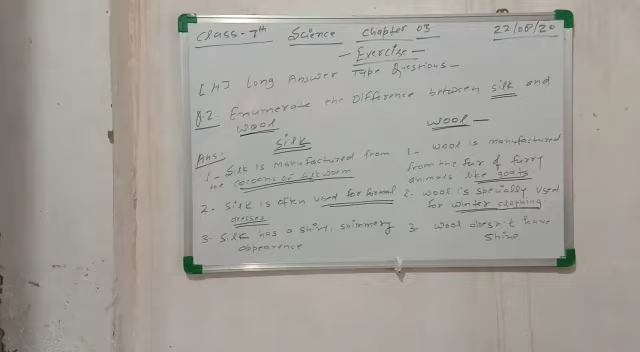 Class - 7th Science Chapter 03 22/08/20
- Exercise -
[H] Long Answer Type Questions -
Q.2. Enumerate the Difference between silk and
wool
Ans: Silk
1 - Silk is manufactured from
the cocoons of sykworm
2 - Silk is often used for formal
dresses
3 - Silk has a shiri, shimmery
appearence
Wool -
1 - Wool is manufactured
from the fur of furry
animals like goats
2 - Wool is specially used
for winter clothing
3 - Wool doesn't have
shine